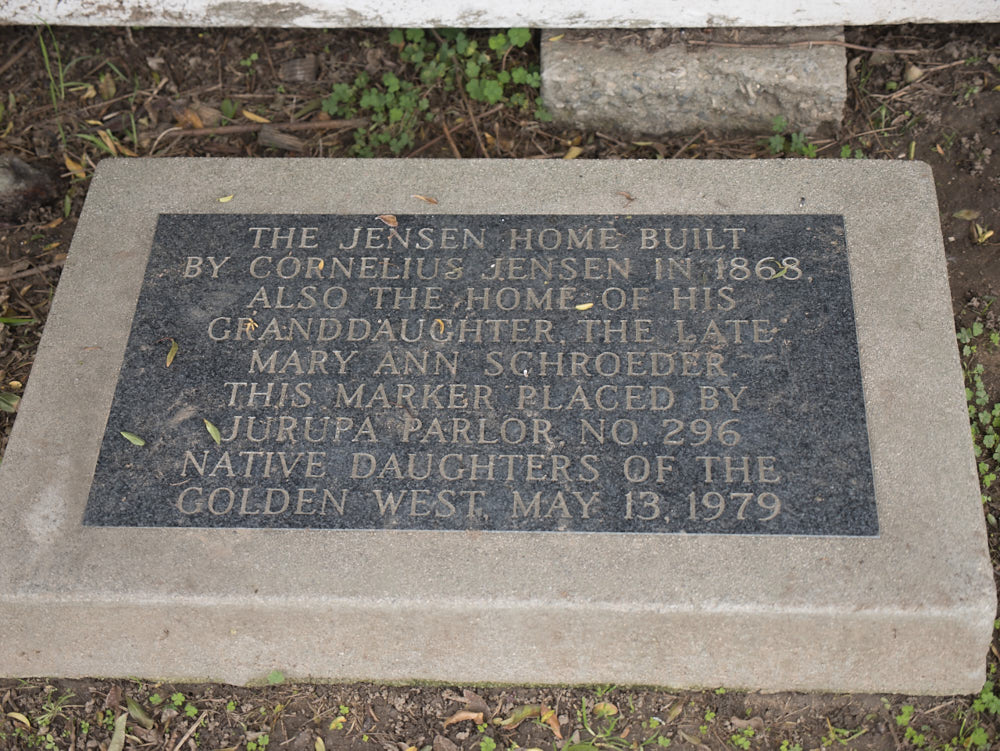 THE JENSEN HOME BUILT
BY CORNELIUS JENSEN IN 1868,
ALSO THE HOME OF HIS
GRANDDAUGHTER, THE LATE
MARY ANN SCHROEDER
THIS MARKER PLACED BY
JURUPA PARLOR, NO. 296
NATIVE DAUGHTERS OF THE
GOLDEN WEST, MAY 13, 1979